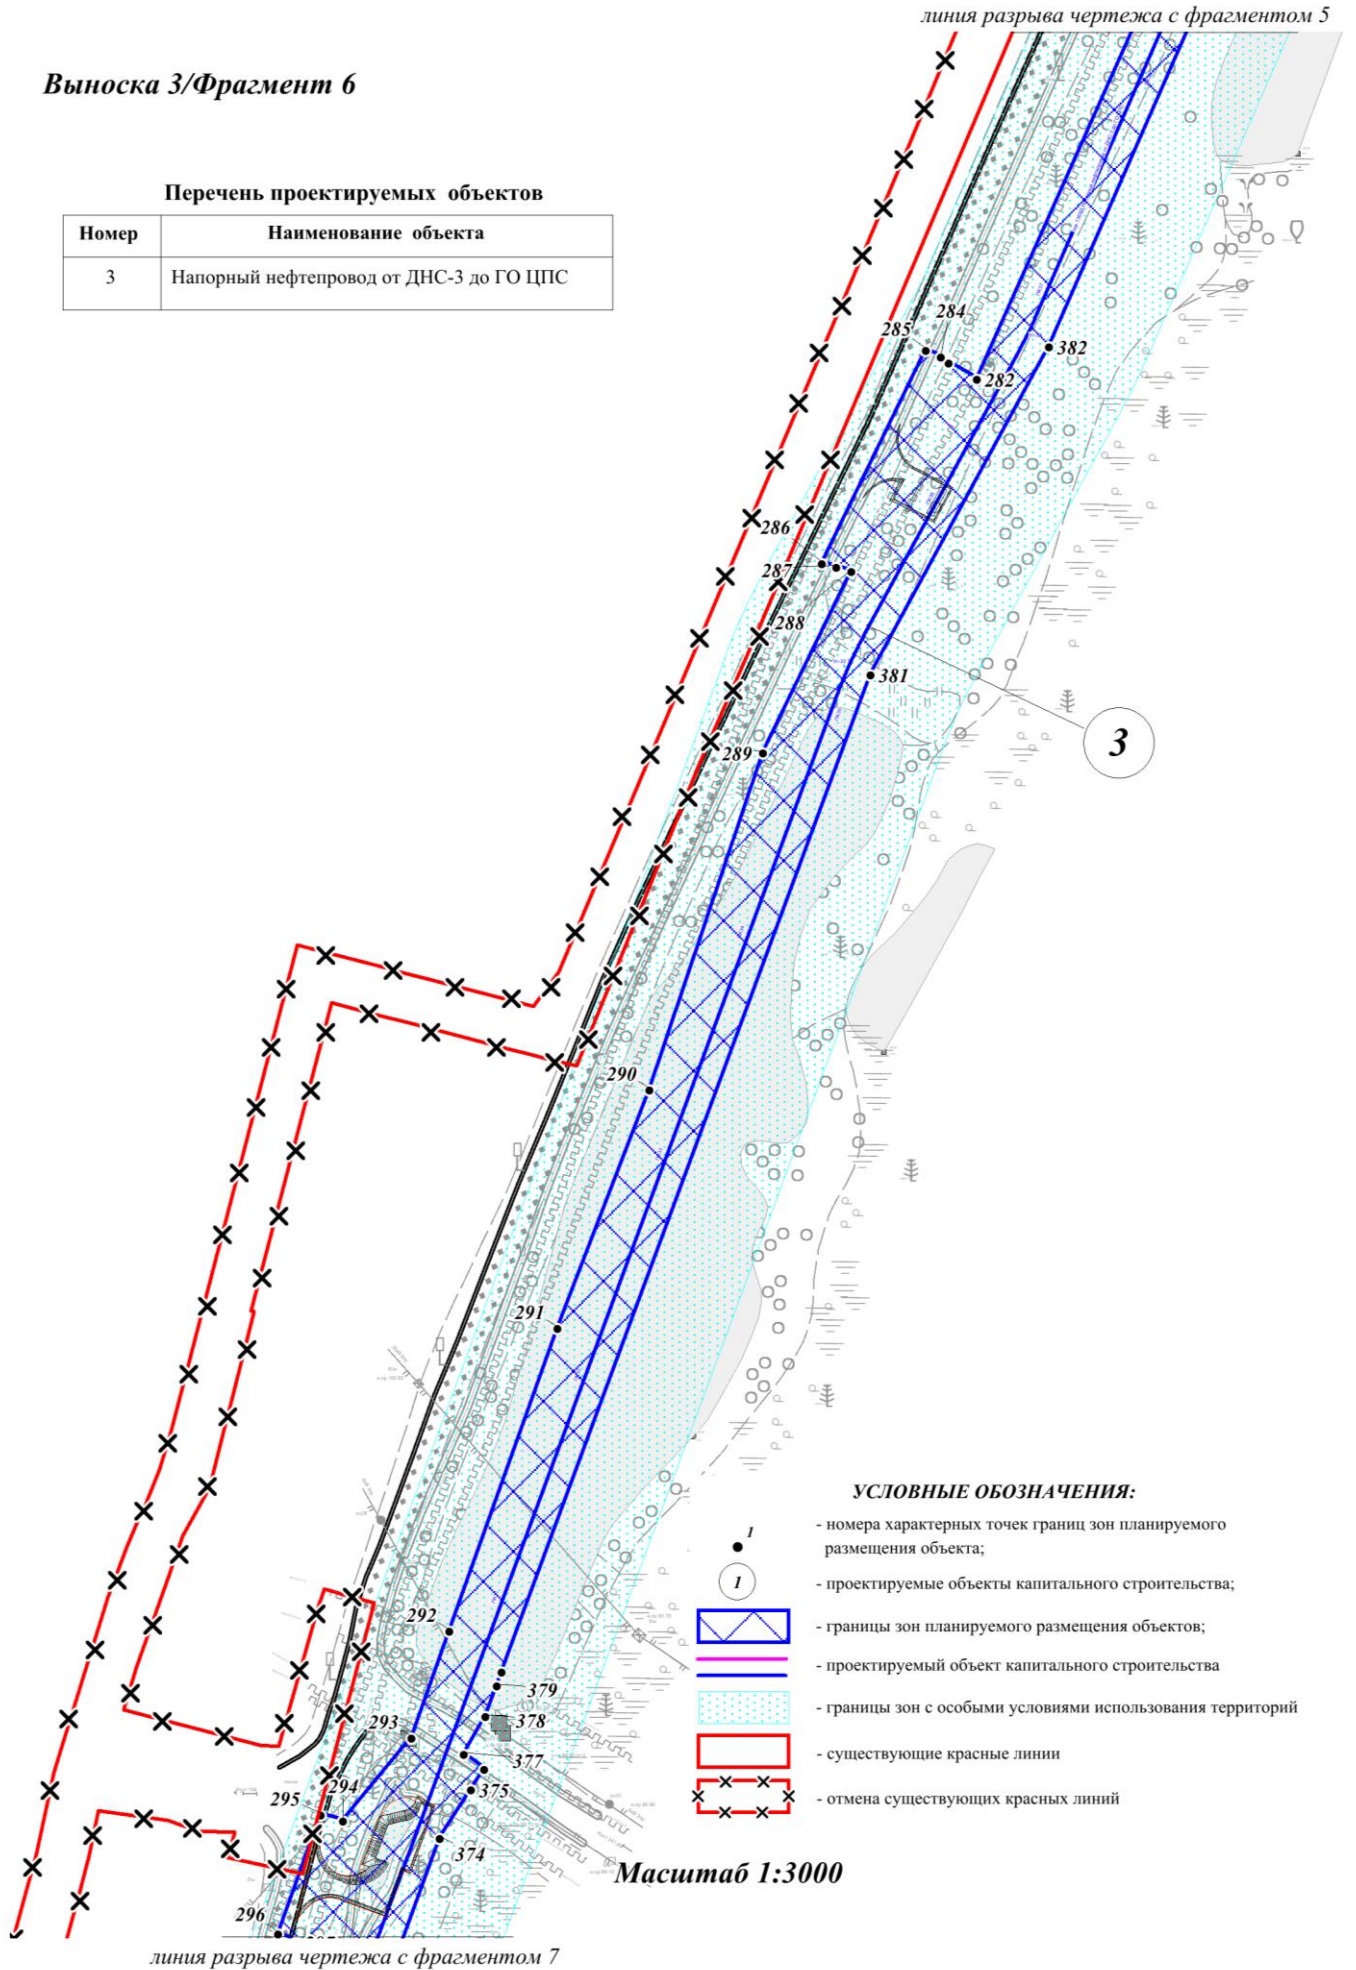 линия разрыва чертежа с фрагментом 5
Выноска 3/Фрагмент 6
Перечень проектируемых объектов
Номер Наименование объекта
3 Напорный нефтепровод от ДНС-3 до ГО ЦПС
284
285
382
282
286
287
288
381
3
289
290
291
292
379
378
293
377
375
294
295
374
296
УСЛОВНЫЕ ОБОЗНАЧЕНИЯ:
1 - номера характерных точек границ зон планируемого
размещения объекта;
1 - проектируемые объекты капитального строительства;
- границы зон планируемого размещения объектов;
- проектируемый объект капитального строительства
- границы зон с особыми условиями использования территорий
- существующие красные линии
- отмена существующих красных линий
Масштаб 1:3000
линия разрыва чертежа с фрагментом 7